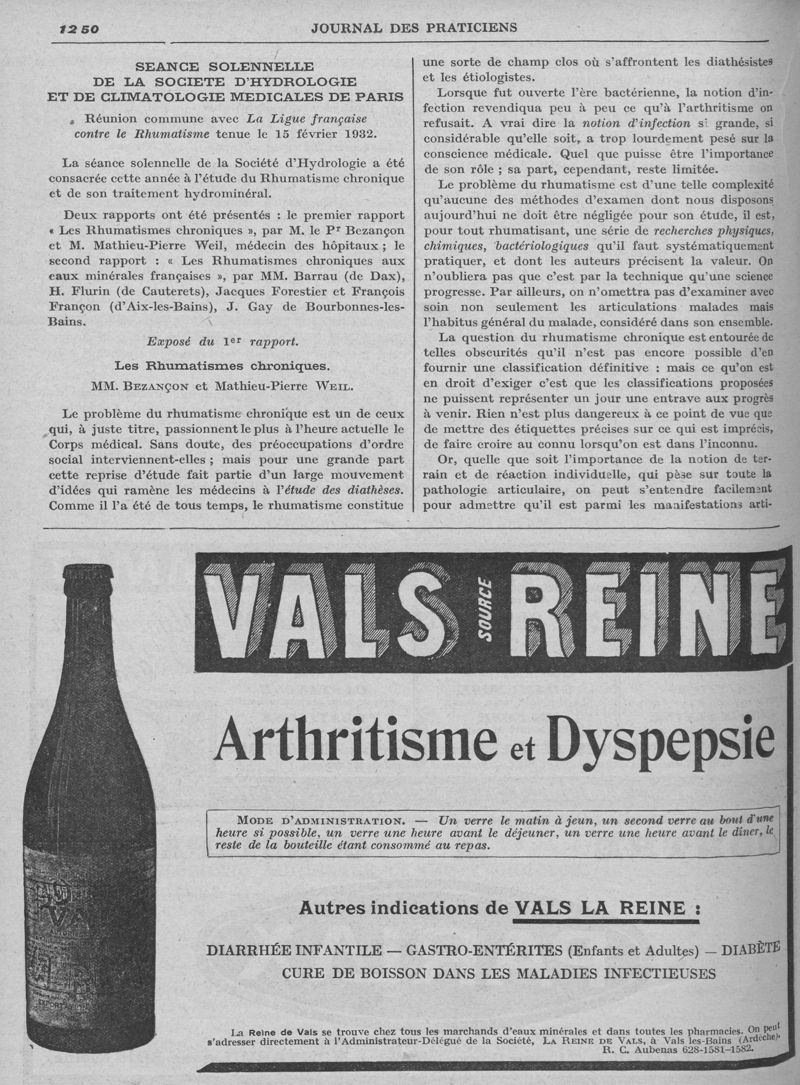 1250
JOURNAL DES PRATICIENS
SEANCE SOLENNELLE
DE LA SOCIETE D'HYDROLOGIE
ET DE CLIMATOLOGIE MEDICALES DE PARIS
Réunion commune avec La Ligue française
contre le Rhumatisme tenue le 15 février 1932.
La séance solennelle de la Société d'Hydrologie a été
consacrée cette année à l'étude du Rhumatisme chronique
et de son traitement hydrominéral.
Deux rapports ont été présentés : le premier rapport
« Les Rhumatismes chroniques », par M. le Pr Bezançon
et M. Mathieu-Pierre Weil, médecin des hôpitaux ; le
second rapport : « Les Rhumatismes chroniques aux
eaux minérales françaises », par MM. Barrau (de Dax),
H. Flurin (de Cauterets), Jacques Forestier et François
Françon (d'Aix-les-Bains), J. Gay de Bourbonnes-les-
Bains.
Exposé du 1er rapport.
Les Rhumatismes chroniques.
MM. BEZANÇON et Mathieu-Pierre WEIL.
Le problème du rhumatisme chronique est un de ceux
qui, à juste titre, passionnent le plus à l'heure actuelle le
Corps médical. Sans doute, des préoccupations d'ordre
social interviennent-elles ; mais pour une grande part
cette reprise d'étude fait partie d'un large mouvement
d'idées qui ramène les médecins à l'étude des diathèses.
Comme il l'a été de tous temps, le rhumatisme constitue
une sorte de champ clos où s'affrontent les diathésistes
et les étiologistes.
Lorsque fut ouverte l'ère bactérienne, la notion d'in-
fection revendiqua peu à peu ce qu'à l'arthritisme on
refusait. A vrai dire la notion d'infection si grande, si
considérable qu'elle soit, a trop lourdement pesé sur la
conscience médicale. Quel que puisse être l'importance
de son rôle ; sa part, cependant, reste limitée.
Le problème du rhumatisme est d'une telle complexité
qu'aucune des méthodes d'examen dont nous disposons
aujourd'hui ne doit être négligée pour son étude, il est,
pour tout rhumatisant, une série de recherches physiques,
chimiques, bactériologiques qu'il faut systématiquement
pratiquer, et dont les auteurs précisent la valeur. On
n'oubliera pas que c'est par la technique qu'une science
progresse. Par ailleurs, on n'omettra pas d'examiner avec
soin non seulement les articulations malades mais
l'habitus général du malade, considéré dans son ensemble.
La question du rhumatisme chronique est entourée de
telles obscurités qu'il n'est pas encore possible d'en
fournir une classification définitive : mais ce qu'on est
en droit d'exiger c'est que les classifications proposées
ne puissent représenter un jour une entrave aux progrès
à venir. Rien n'est plus dangereux à ce point de vue que
de mettre des étiquettes précises sur ce qui est imprécis,
de faire croire au connu lorsqu'on est dans l'inconnu.
Or, quelle que soit l'importance de la notion de ter-
rain et de réaction individuelle, qui pèse sur toute la
pathologie articulaire, on peut s'entendre facilement
pour admettre qu'il est parmi les manifestations arti-
VALS SOURCE REINE
Arthritisme et Dyspepsie
MODE D'ADMINISTRATION. — Un verre le matin à jeun, un second verre au bout d'une
heure si possible, un verre une heure avant le déjeuner, un verre une heure avant le dîner, le
reste de la bouteille étant consommé au repas.
Autres indications de VALS LA REINE :
DIARRHÉE INFANTILE — GASTRO-ENTÉRITES (Enfants et Adultes) — DIABÈTE
CURE DE BOISSON DANS LES MALADIES INFECTIEUSES
La Reine de Vals se trouve chez tous les marchands d'eaux minérales et dans toutes les pharmacies. On peut
s'adresser directement à l'Administrateur-Délégué de la Société, LA REINE DE VALS, à Vals les-Bains (Ardèche).
R. C. Aubenas 628-1581-1582.